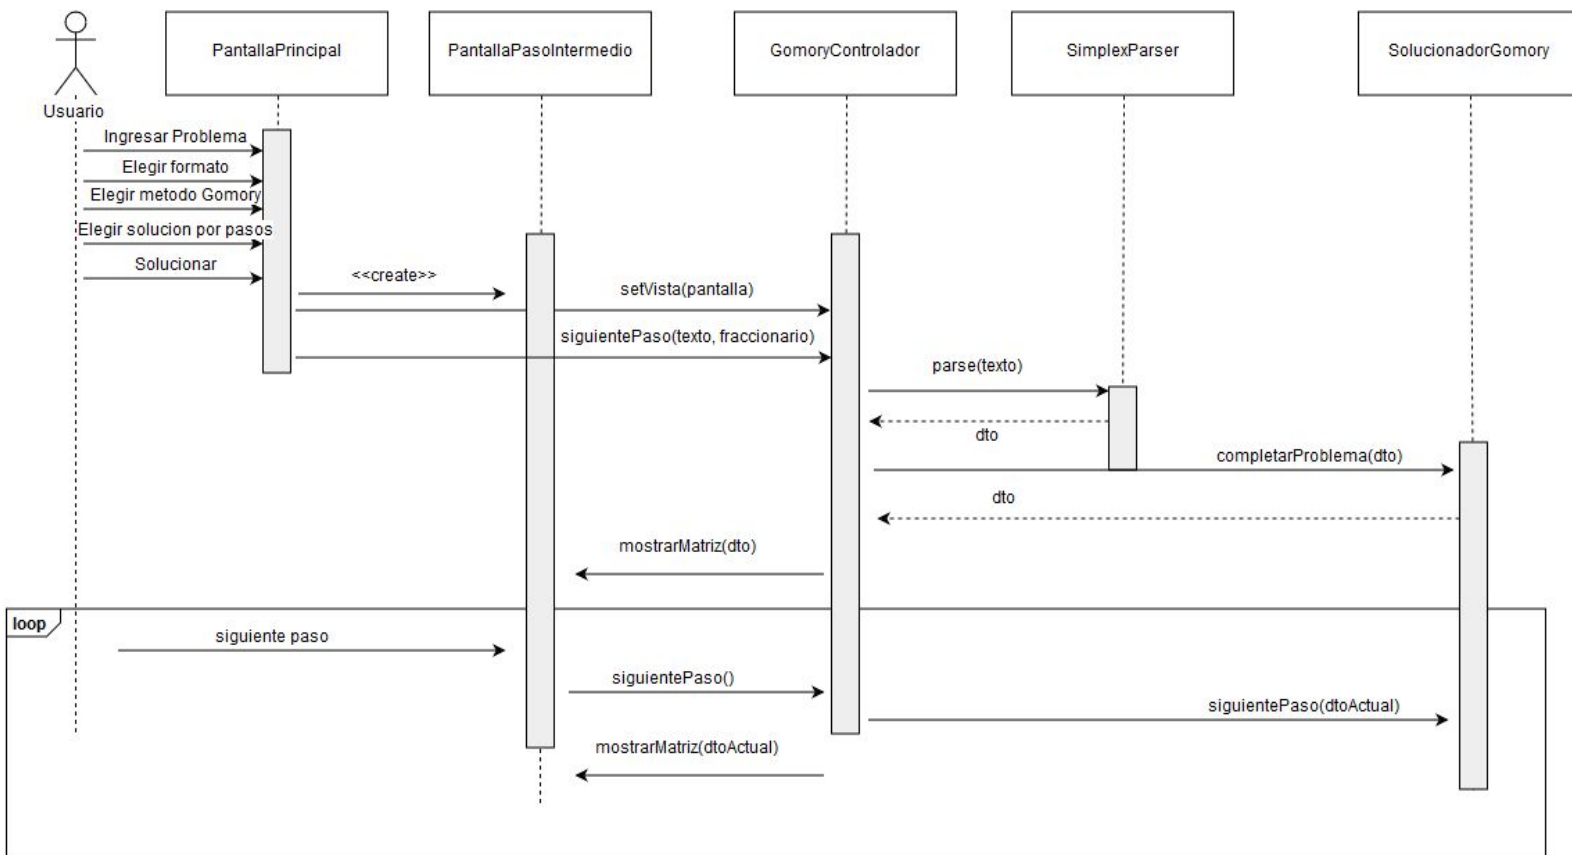 PantallaPrincipal
PantallaPasoIntermedio
GomoryControlador
SimplexParser
SolucionadorGomory
Usuario
Ingresar Problema
Elegir formato
Elegir metodo Gomory
Elegir solucion por pasos
Solucionar
<<create>>
setVista(pantalla)
siguientePaso(texto, fraccionario)
parse(texto)
dto
completarProblema(dto)
dto
mostrarMatriz(dto)
loop
siguiente paso
siguientePaso()
siguientePaso(dtoActual)
mostrarMatriz(dtoActual)